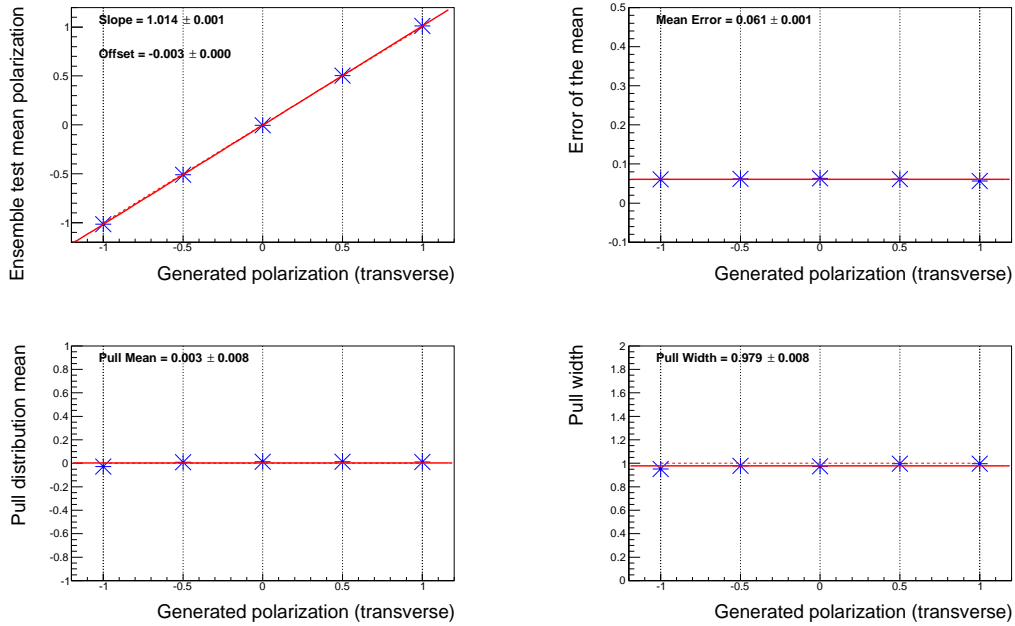 Ensemble test mean polarization
Slope = 1.014 ± 0.001
Offset = -0.003 ± 0.000
1
0.5
0
-0.5
-1
-1 -0.5 0 0.5 1
Generated polarization (transverse)
Error of the mean
Mean Error = 0.061 ± 0.001
0.5
0.4
0.3
0.2
0.1
0
-0.1
-1 -0.5 0 0.5 1
Generated polarization (transverse)
Pull distribution mean
Pull Mean = 0.003 ± 0.008
1
0.8
0.6
0.4
0.2
0
-0.2
-0.4
-0.6
-0.8
-1
-1 -0.5 0 0.5 1
Generated polarization (transverse)
Pull width
Pull Width = 0.979 ± 0.008
2
1.8
1.6
1.4
1.2
1
0.8
0.6
0.4
0.2
0
-1 -0.5 0 0.5 1
Generated polarization (transverse)